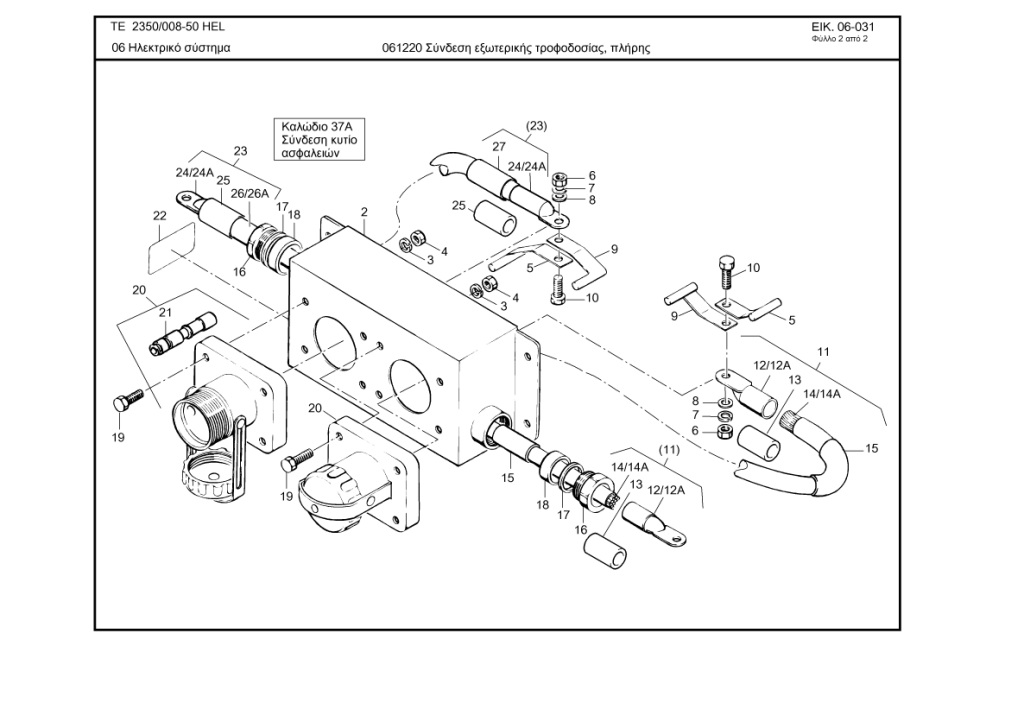 ΤΕ 2350/008-50 HEL
ΕΙΚ. 06-031
Φύλλο 2 από 2
06 Ηλεκτρικό σύστημα
061220 Σύνδεση εξωτερικής τροφοδοσίας, πλήρης
Καλώδιο 37Α
Σύνδεση κυτίο
ασφαλειών
(23)
27
24/24A
6
7
8
23
24/24A
25
26/26A
17
18
22
16
2
25
4
3
9
5
10
4
3
10
9
5
20
21
19
11
12/12A
13
14/14A
8
7
6
15
20
19
15
18
17
16
(11)
14/14A
13
12/12A